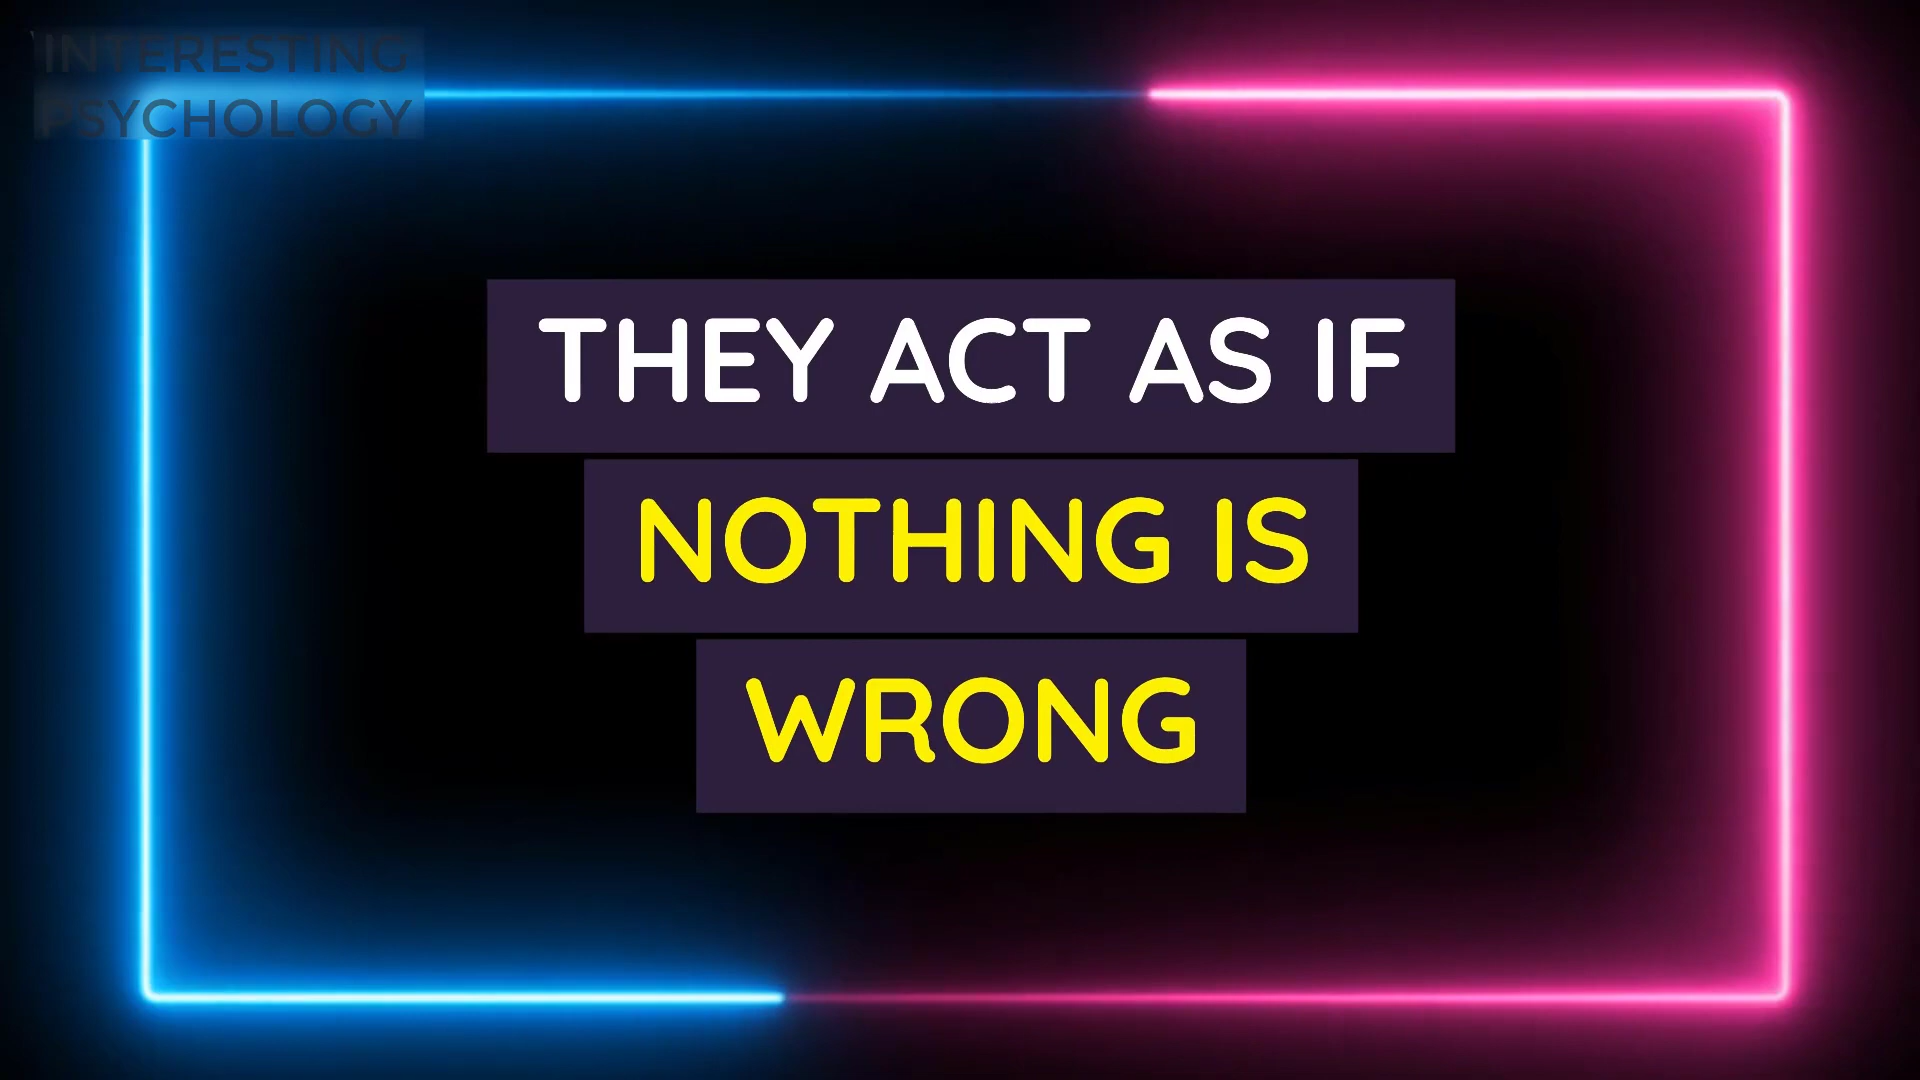 INTERESTING
PSYCHOLOGY
THEY ACT AS IF
NOTHING IS
WRONG